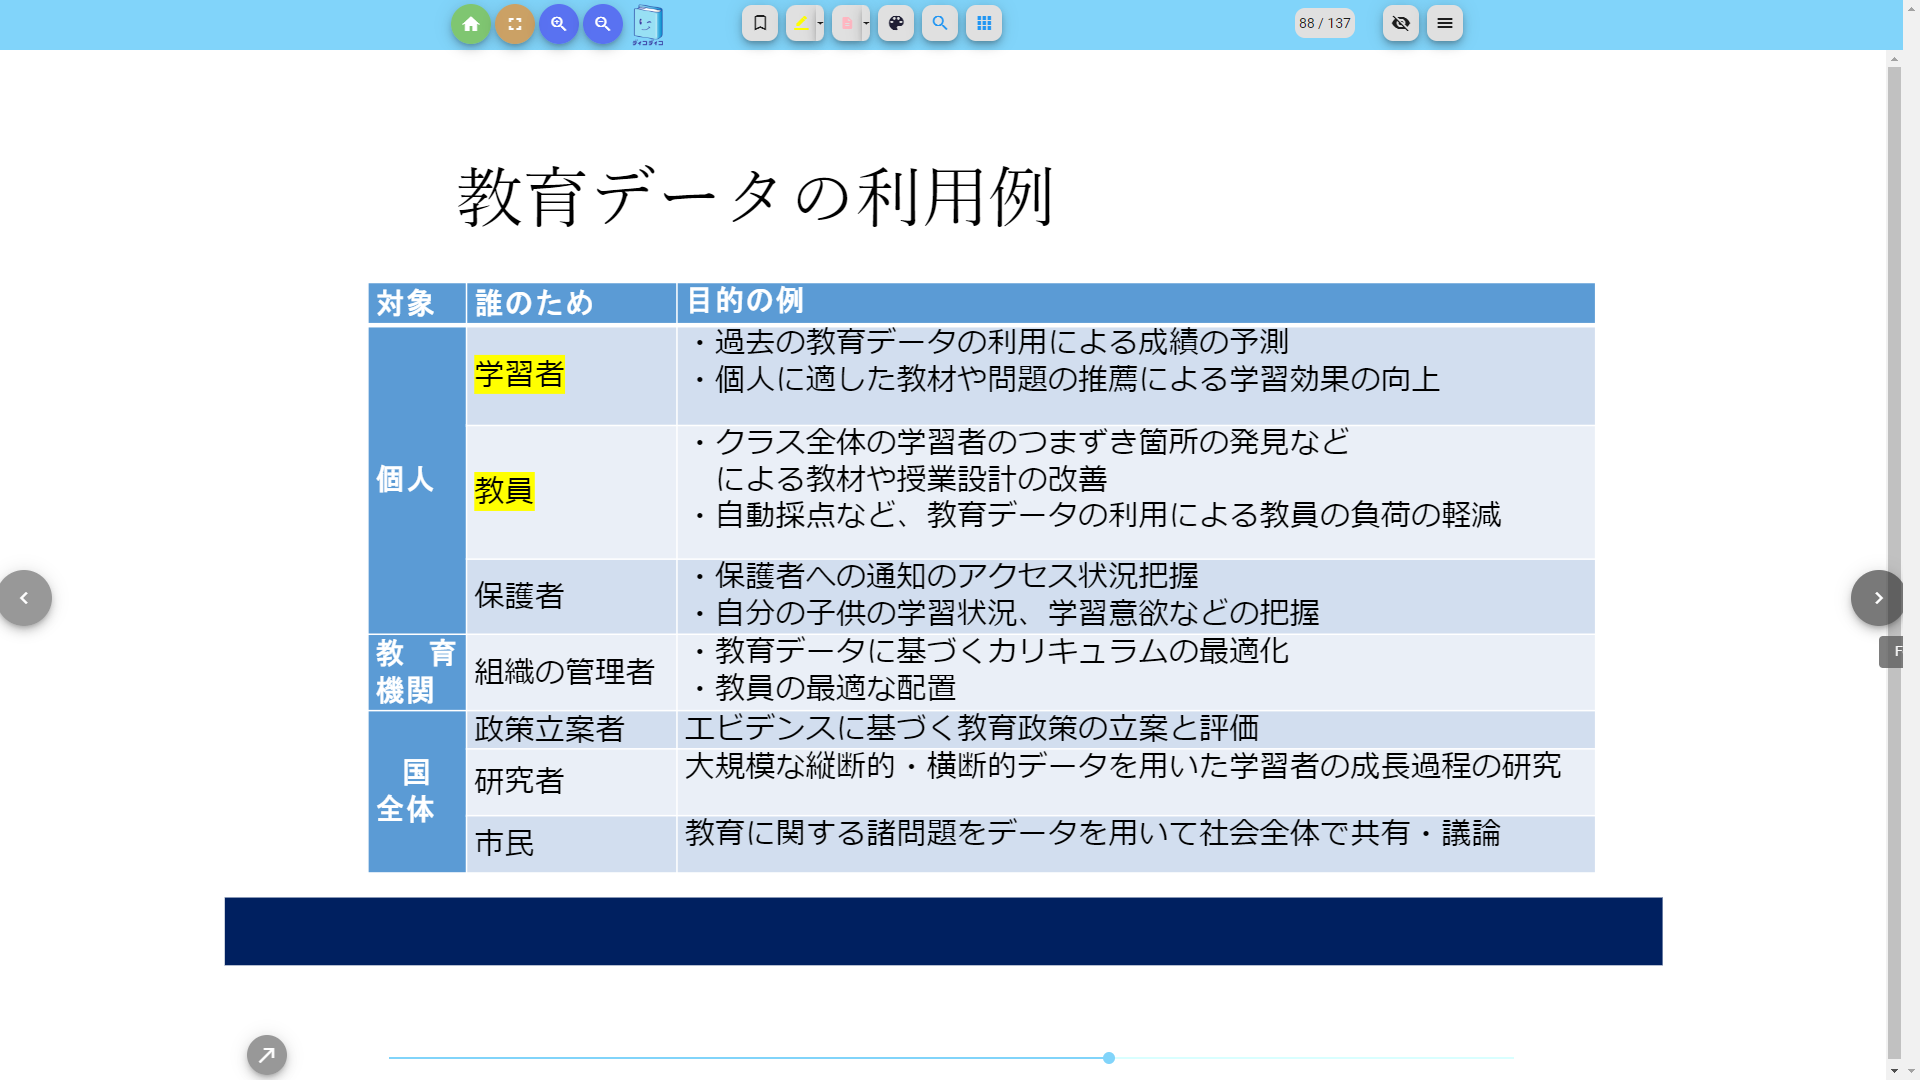 ダイコダイコ
88 / 137
教育データの利用例
対象 誰のため 目的の例
個人
学習者
・過去の教育データの利用による成績の予測
・個人に適した教材や問題の推薦による学習効果の向上
教員
・クラス全体の学習者のつまずき箇所の発見など
による教材や授業設計の改善
・自動採点など、教育データの利用による教員の負荷の軽減
保護者
・保護者への通知のアクセス状況把握
・自分の子供の学習状況、学習意欲などの把握
教 育
機関
組織の管理者
・教育データに基づくカリキュラムの最適化
・教員の最適な配置
国
全体
政策立案者
エビデンスに基づく教育政策の立案と評価
研究者
大規模な縦断的・横断的データを用いた学習者の成長過程の研究
市民
教育に関する諸問題をデータを用いて社会全体で共有・議論
F